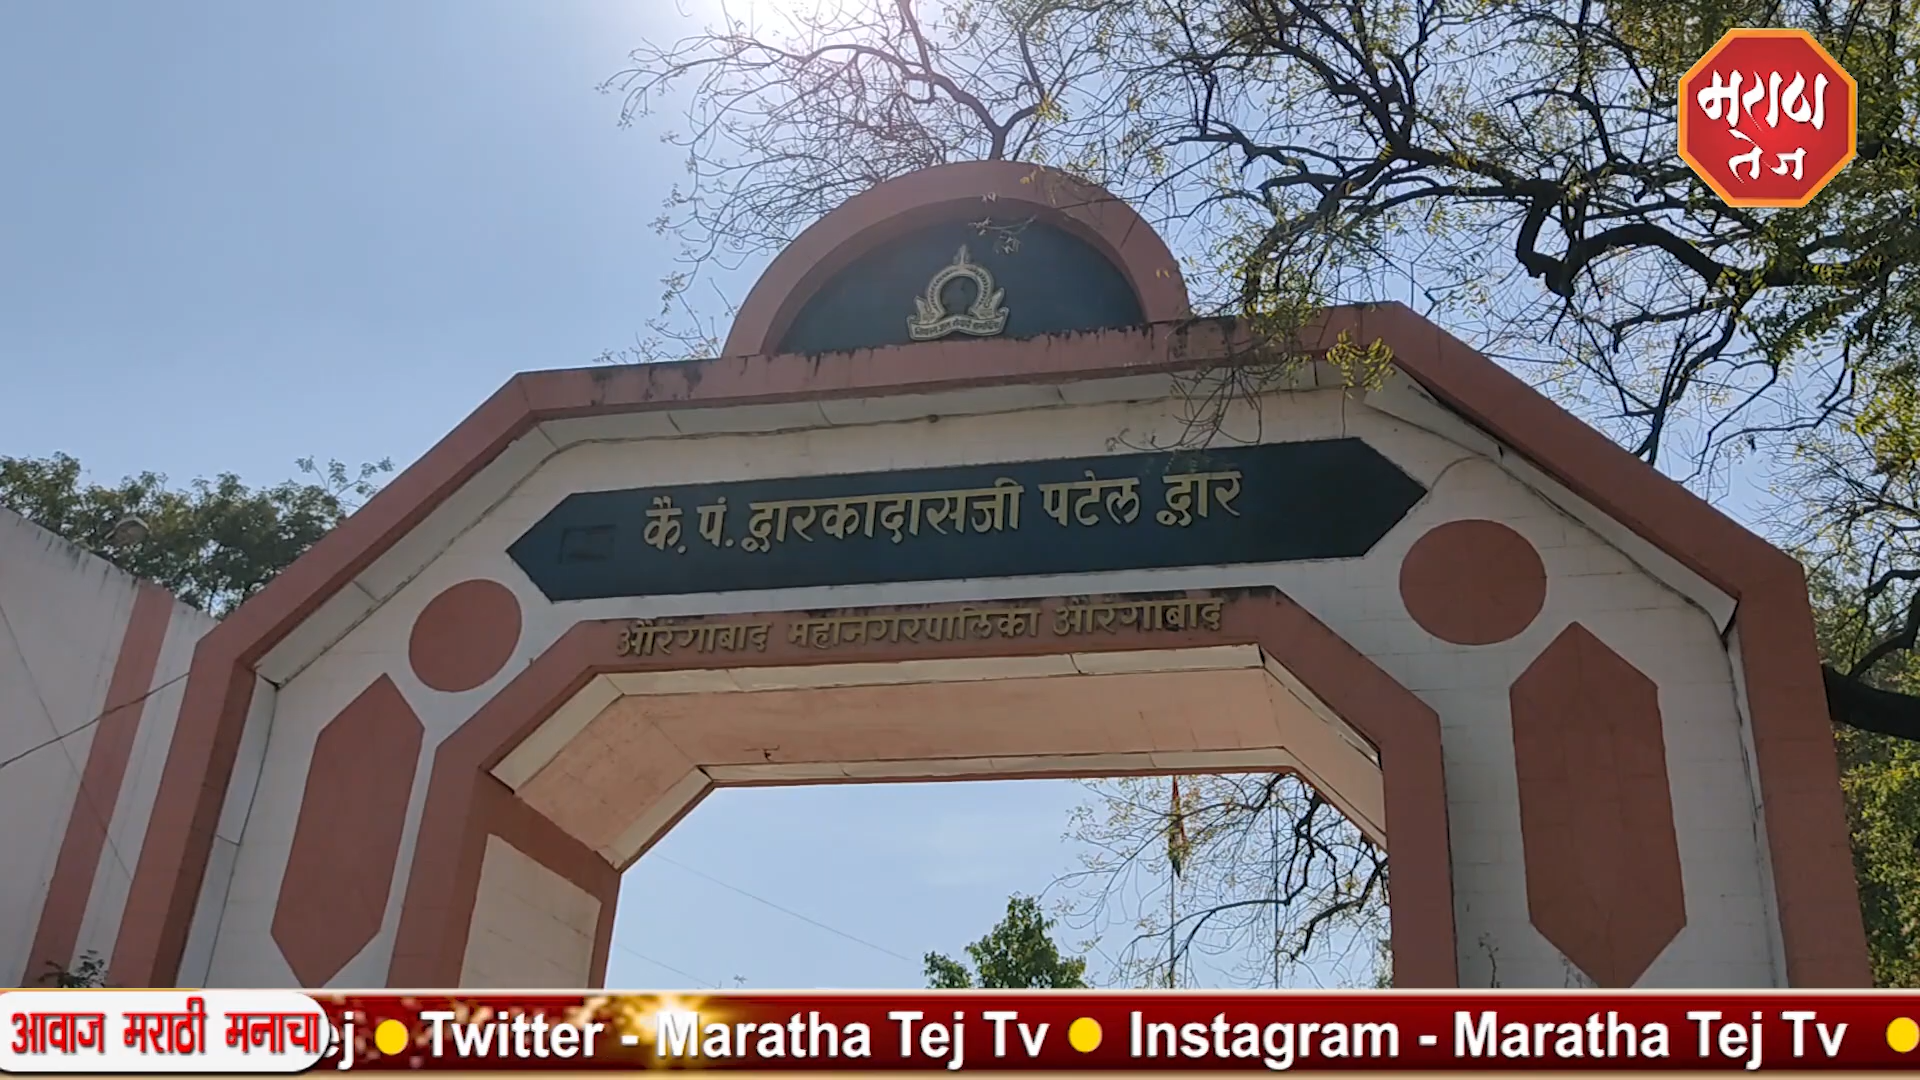 मराठा
तेज
कै. पं. द्वारकादासजी पटेल द्वार
औरंगाबाद महानगरपालिका औरंगाबाद
आवाज मराठी मनाचा ej Twitter - Maratha Tej Tv Instagram - Maratha Tej Tv